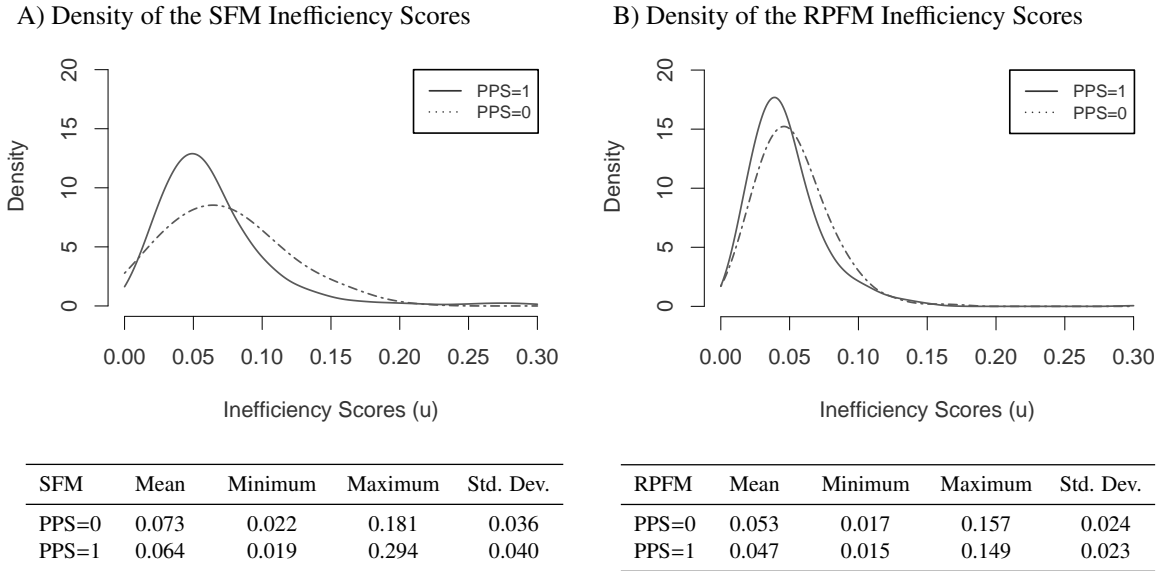 A) Density of the SFM Inefficiency Scores
20
15
10
5
0
Density
PPS=1
PPS=0
0.00 0.05 0.10 0.15 0.20 0.25 0.30
Inefficiency Scores (u)
SFM Mean Minimum Maximum Std. Dev.
PPS=0 0.073 0.022 0.181 0.036
PPS=1 0.064 0.019 0.294 0.040
B) Density of the RPFM Inefficiency Scores
20
15
10
5
0
Density
PPS=1
PPS=0
0.00 0.05 0.10 0.15 0.20 0.25 0.30
Inefficiency Scores (u)
RPFM Mean Minimum Maximum Std. Dev.
PPS=0 0.053 0.017 0.157 0.024
PPS=1 0.047 0.015 0.149 0.023